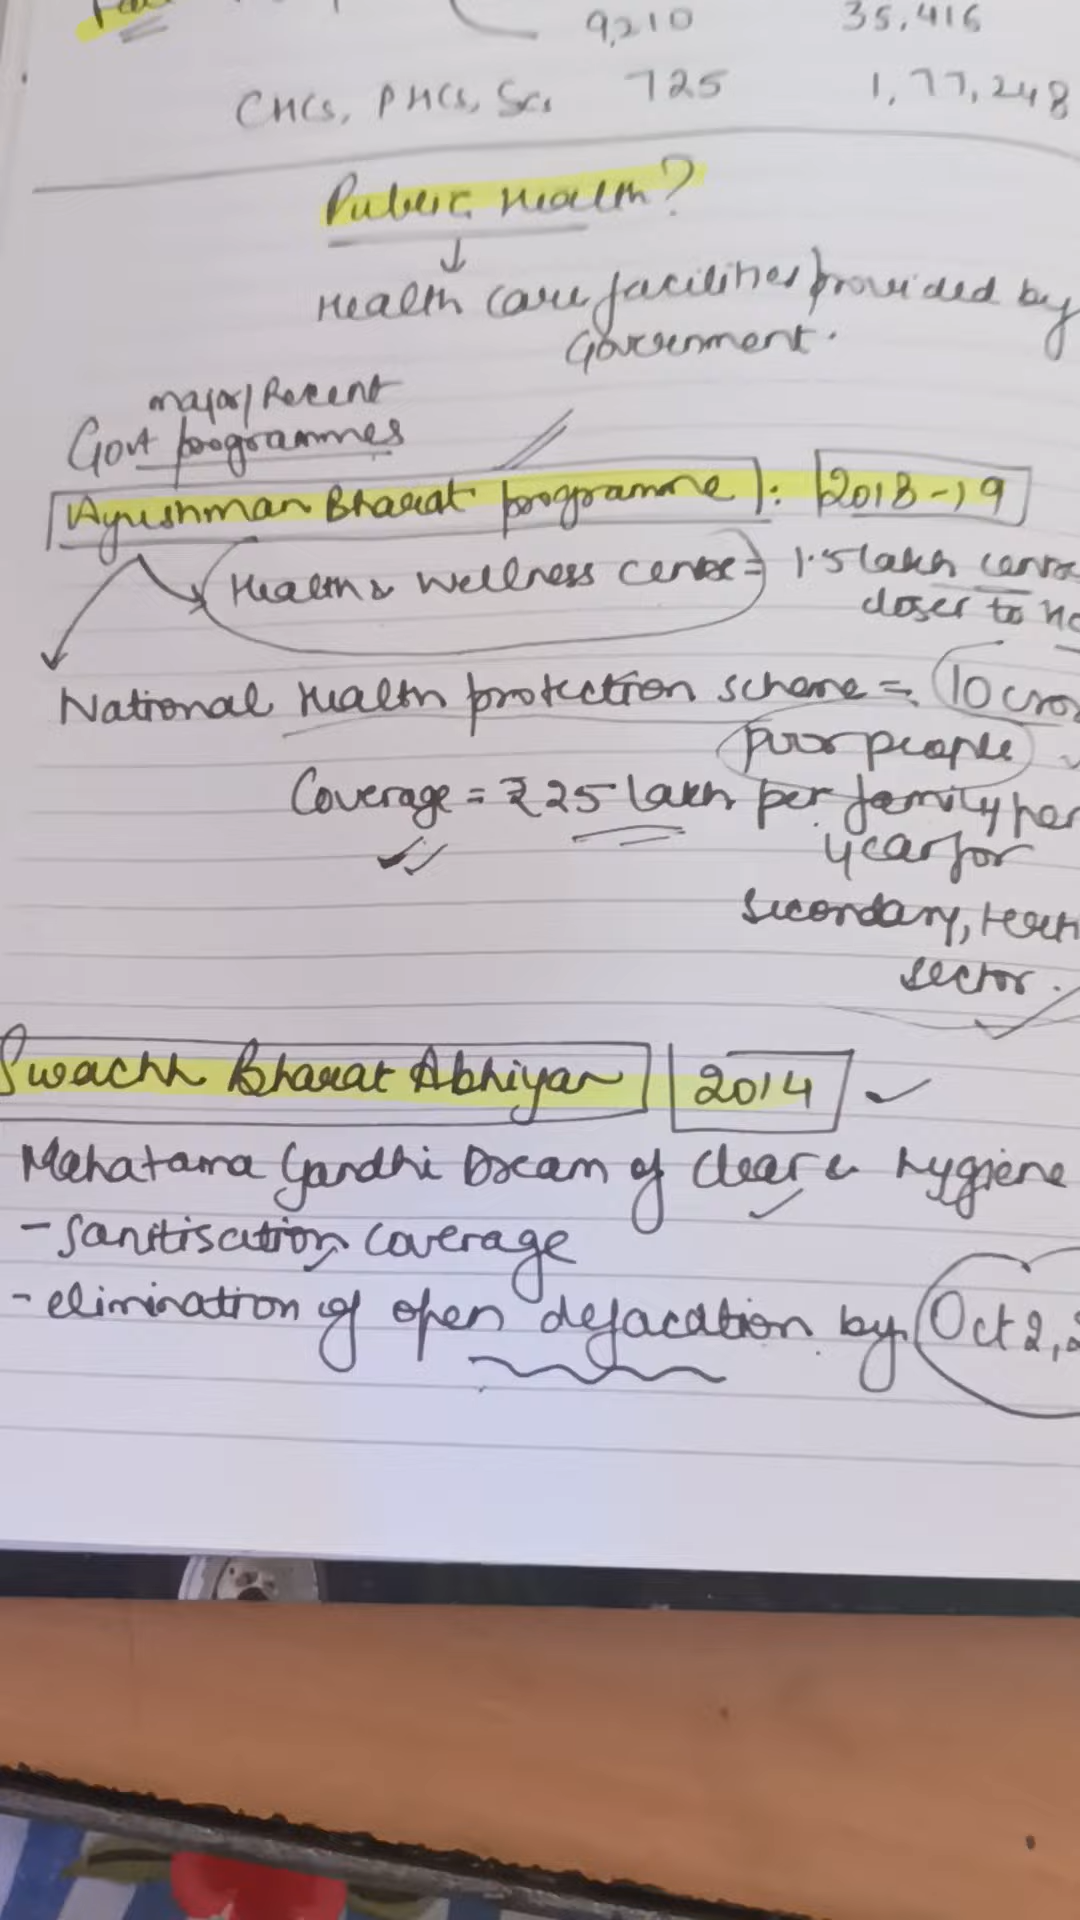 9,210 35,416
CHCs, PHCs, Scs 725 1,77,248
Public Health?
Health care facilities provided by
Government.
major/Recent
Govt programmes
Ayushman Bharat programme : 2018-19
Health & Wellness centre = 1.5 lakh
closer to
National Health protection scheme =
poor people
Coverage = ₹25 lakh per family per
year for
secondary,
sector.
Swachh Bharat Abhiyan 2014
Mahatama Gandhi Dream of clear & hygiene
- Sanitisation coverage
- elimination of open defacation by Oct 2,